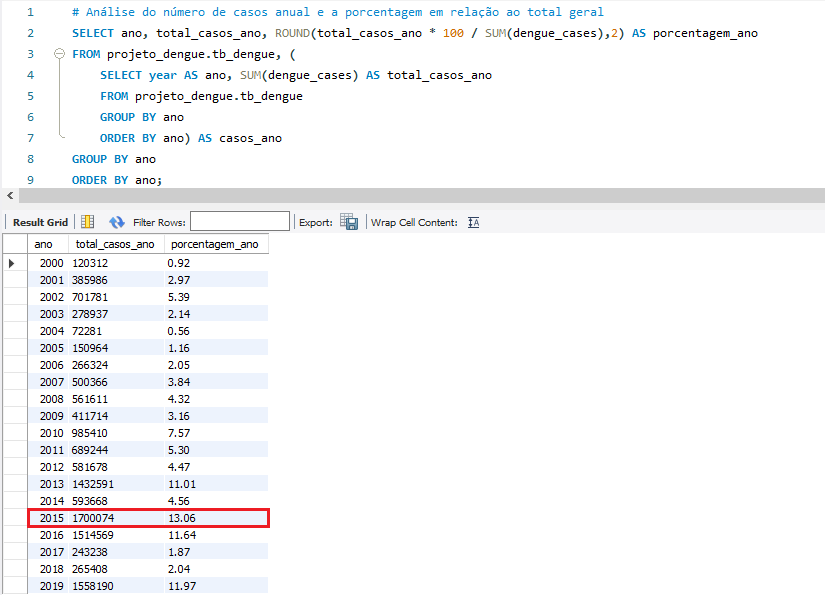 1 # Análise do número de casos anual e a porcentagem em relação ao total geral
2 SELECT ano, total_casos_ano, ROUND(total_casos_ano * 100 / SUM(dengue_cases),2) AS porcentagem_ano
3 FROM projeto_dengue.tb_dengue, (
4 SELECT year AS ano, SUM(dengue_cases) AS total_casos_ano
5 FROM projeto_dengue.tb_dengue
6 GROUP BY ano
7 ORDER BY ano) AS casos_ano
8 GROUP BY ano
9 ORDER BY ano;
Result Grid Filter Rows: Export: Wrap Cell Content: IA
ano total_casos_ano porcentagem_ano
2000 120312 0.92
2001 385986 2.97
2002 701781 5.39
2003 278937 2.14
2004 72281 0.56
2005 150964 1.16
2006 266324 2.05
2007 500366 3.84
2008 561611 4.32
2009 411714 3.16
2010 985410 7.57
2011 689244 5.30
2012 581678 4.47
2013 1432591 11.01
2014 593668 4.56
2015 1700074 13.06
2016 1514569 11.64
2017 243238 1.87
2018 265408 2.04
2019 1558190 11.97